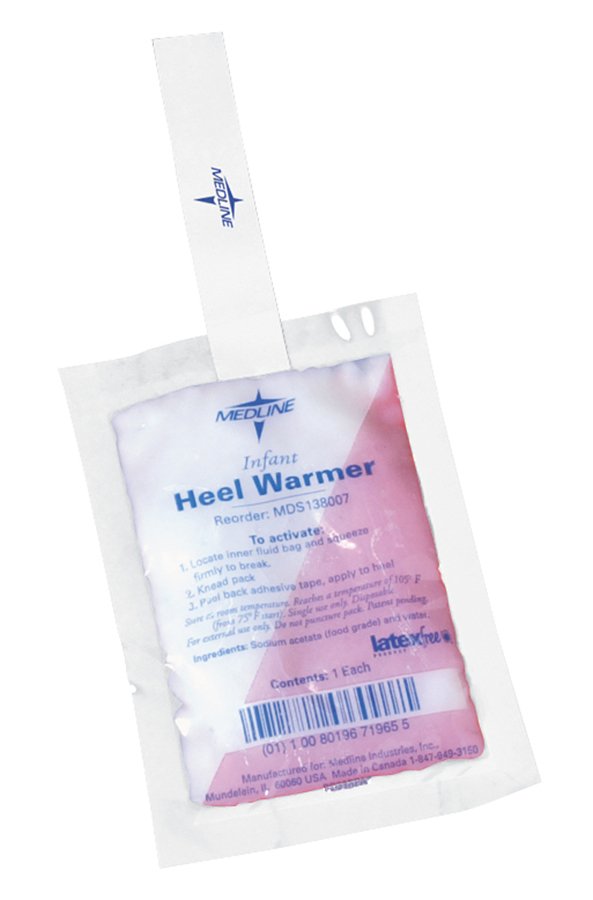 MEDLINE
MEDLINE
Infant
Heel Warmer
Reorder: MDS138007
To activate:
1. Locate inner fluid bag and squeeze
firmly to break.
2. Knead pack
3. Peel back adhesive tape, apply to heel
Store at room temperature. Reaches a temperature of 105° F
(from 75° F start). Single use only. Disposable
For external use only. Do not puncture pack. Patent pending.
Ingredients: Sodium acetate (food grade) and water.
latexfree
PRODUCT
Contents: 1 Each
(01) 1 00 80196 71965 5
Manufactured for: Medline Industries, Inc.,
Mundelein, IL 60060 USA Made in Canada 1-847-949-3150